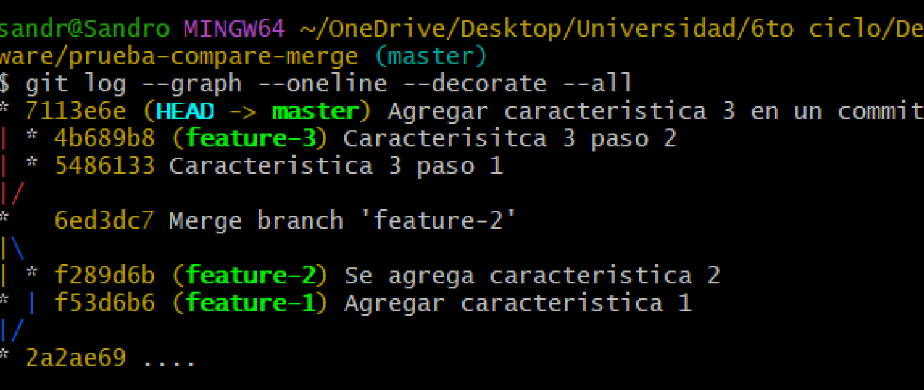 sandr@Sandro MINGW64 ~/OneDrive/Desktop/Universidad/6to ciclo/De
ware/prueba-compare-merge (master)
$ git log --graph --oneline --decorate --all
* 7113e6e (HEAD -> master) Agregar caracteristica 3 en un commit
| * 4b689b8 (feature-3) Caracterisitca 3 paso 2
| * 5486133 Caracteristica 3 paso 1
|/
*   6ed3dc7 Merge branch 'feature-2'
|\
| * f289d6b (feature-2) Se agrega caracteristica 2
* | f53d6b6 (feature-1) Agregar caracteristica 1
|/
* 2a2ae69 ....